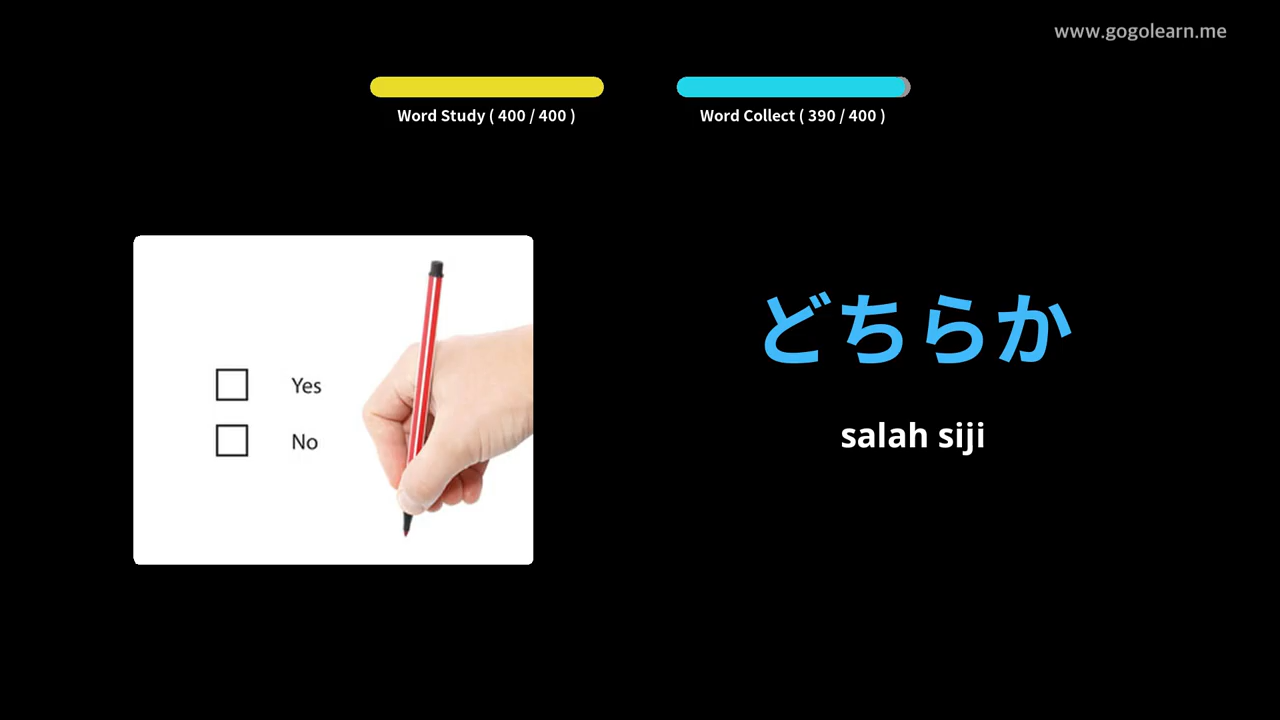 www.gogolearn.me
Word Study ( 400 / 400 )
Word Collect ( 390 / 400 )
Yes
No
どちらか
salah siji